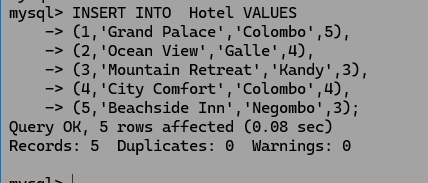 mysql> INSERT INTO  Hotel VALUES
    -> (1,'Grand Palace','Colombo',5),
    -> (2,'Ocean View','Galle',4),
    -> (3,'Mountain Retreat','Kandy',3),
    -> (4,'City Comfort','Colombo',4),
    -> (5,'Beachside Inn','Negombo',3);
Query OK, 5 rows affected (0.08 sec)
Records: 5  Duplicates: 0  Warnings: 0
mysql>